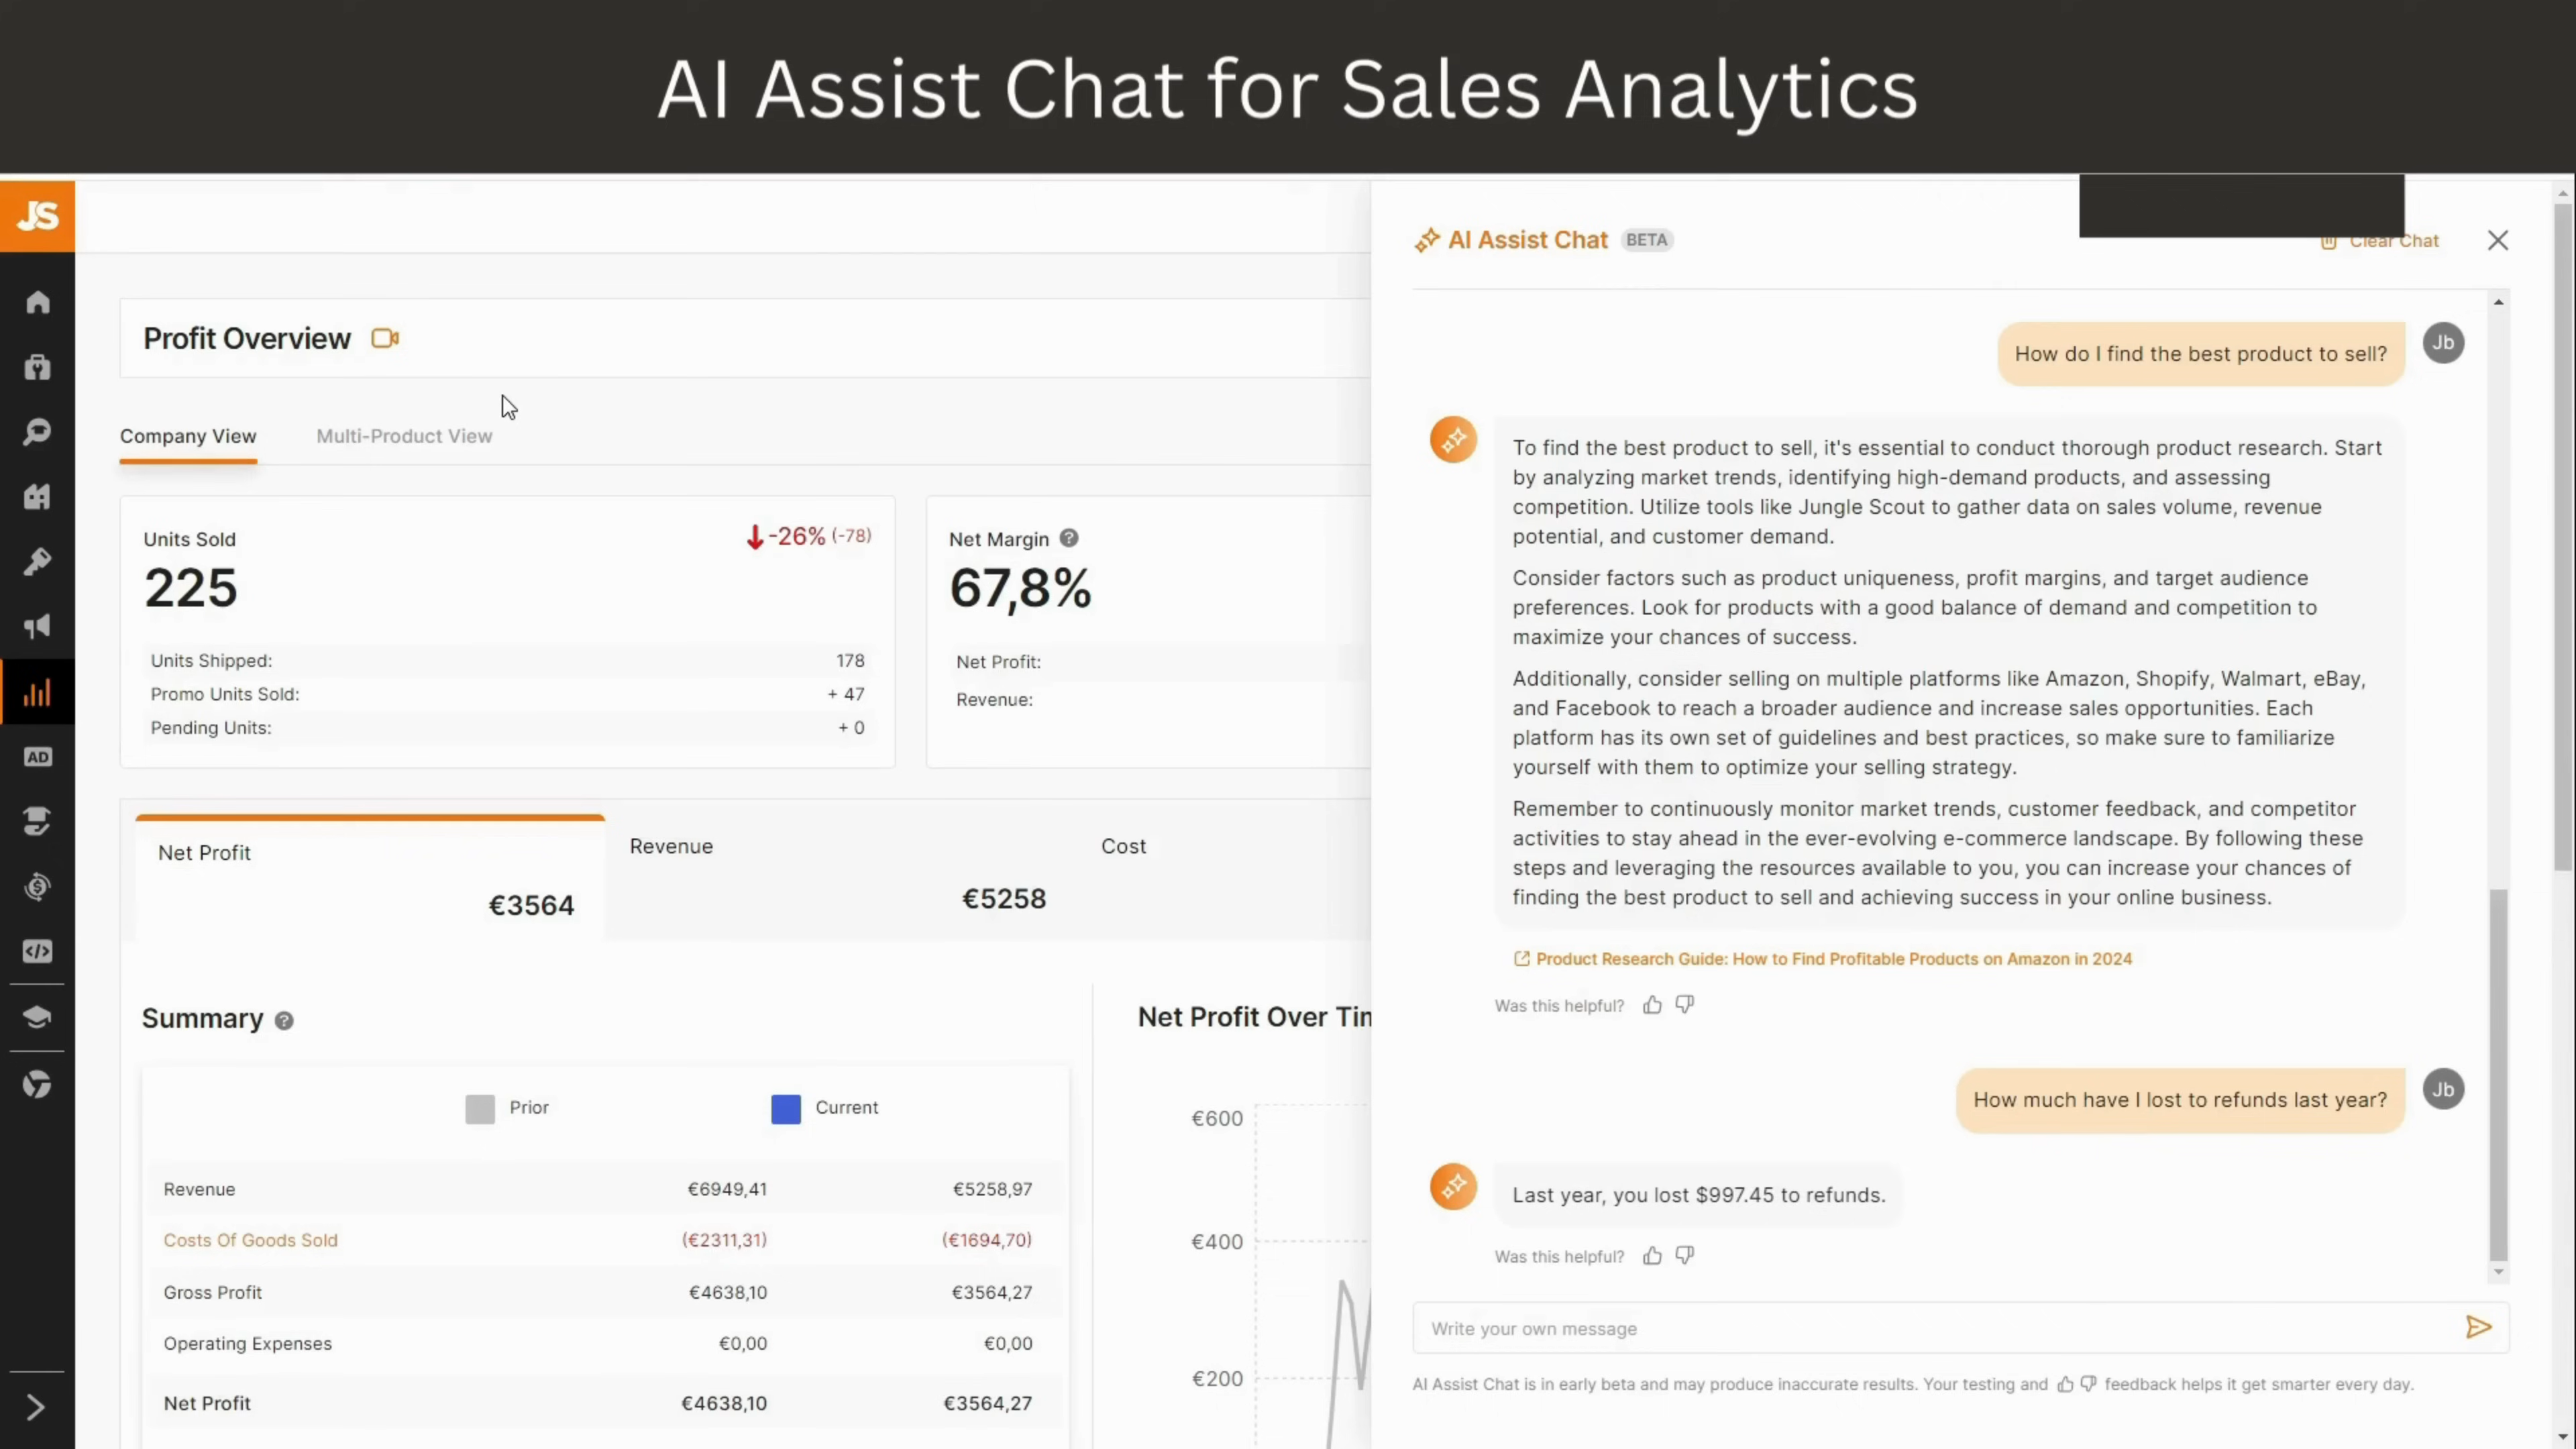 AI Assist Chat for Sales Analytics
JS
AI Assist Chat BETA
Clear Chat
Profit Overview
Company View
Multi-Product View
Units Sold
-26% (-78)
225
Units Shipped: 178
Promo Units Sold: + 47
Pending Units: + 0
Net Margin
67,8%
Net Profit:
Revenue:
Net Profit
€3564
Revenue
€5258
Cost
Summary
Prior Current
Revenue €6949,41 €5258,97
Costs Of Goods Sold (€2311,31) (€1694,70)
Gross Profit €4638,10 €3564,27
Operating Expenses €0,00 €0,00
Net Profit €4638,10 €3564,27
Net Profit Over Tim
€600
€400
€200
AD
How do I find the best product to sell?
Jb
To find the best product to sell, it's essential to conduct thorough product research. Start
by analyzing market trends, identifying high-demand products, and assessing
competition. Utilize tools like Jungle Scout to gather data on sales volume, revenue
potential, and customer demand.
Consider factors such as product uniqueness, profit margins, and target audience
preferences. Look for products with a good balance of demand and competition to
maximize your chances of success.
Additionally, consider selling on multiple platforms like Amazon, Shopify, Walmart, eBay,
and Facebook to reach a broader audience and increase sales opportunities. Each
platform has its own set of guidelines and best practices, so make sure to familiarize
yourself with them to optimize your selling strategy.
Remember to continuously monitor market trends, customer feedback, and competitor
activities to stay ahead in the ever-evolving e-commerce landscape. By following these
steps and leveraging the resources available to you, you can increase your chances of
finding the best product to sell and achieving success in your online business.
Product Research Guide: How to Find Profitable Products on Amazon in 2024
Was this helpful?
How much have I lost to refunds last year?
Jb
Last year, you lost $997.45 to refunds.
Was this helpful?
Write your own message
AI Assist Chat is in early beta and may produce inaccurate results. Your testing and feedback helps it get smarter every day.